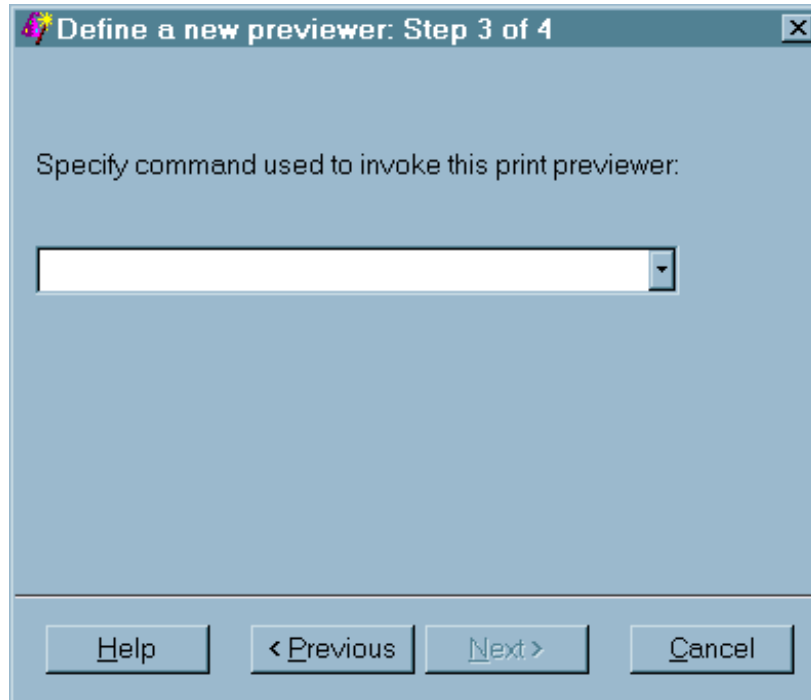 Define a new previewer: Step 3 of 4
Specify command used to invoke this print previewer:
Help < Previous Next > Cancel